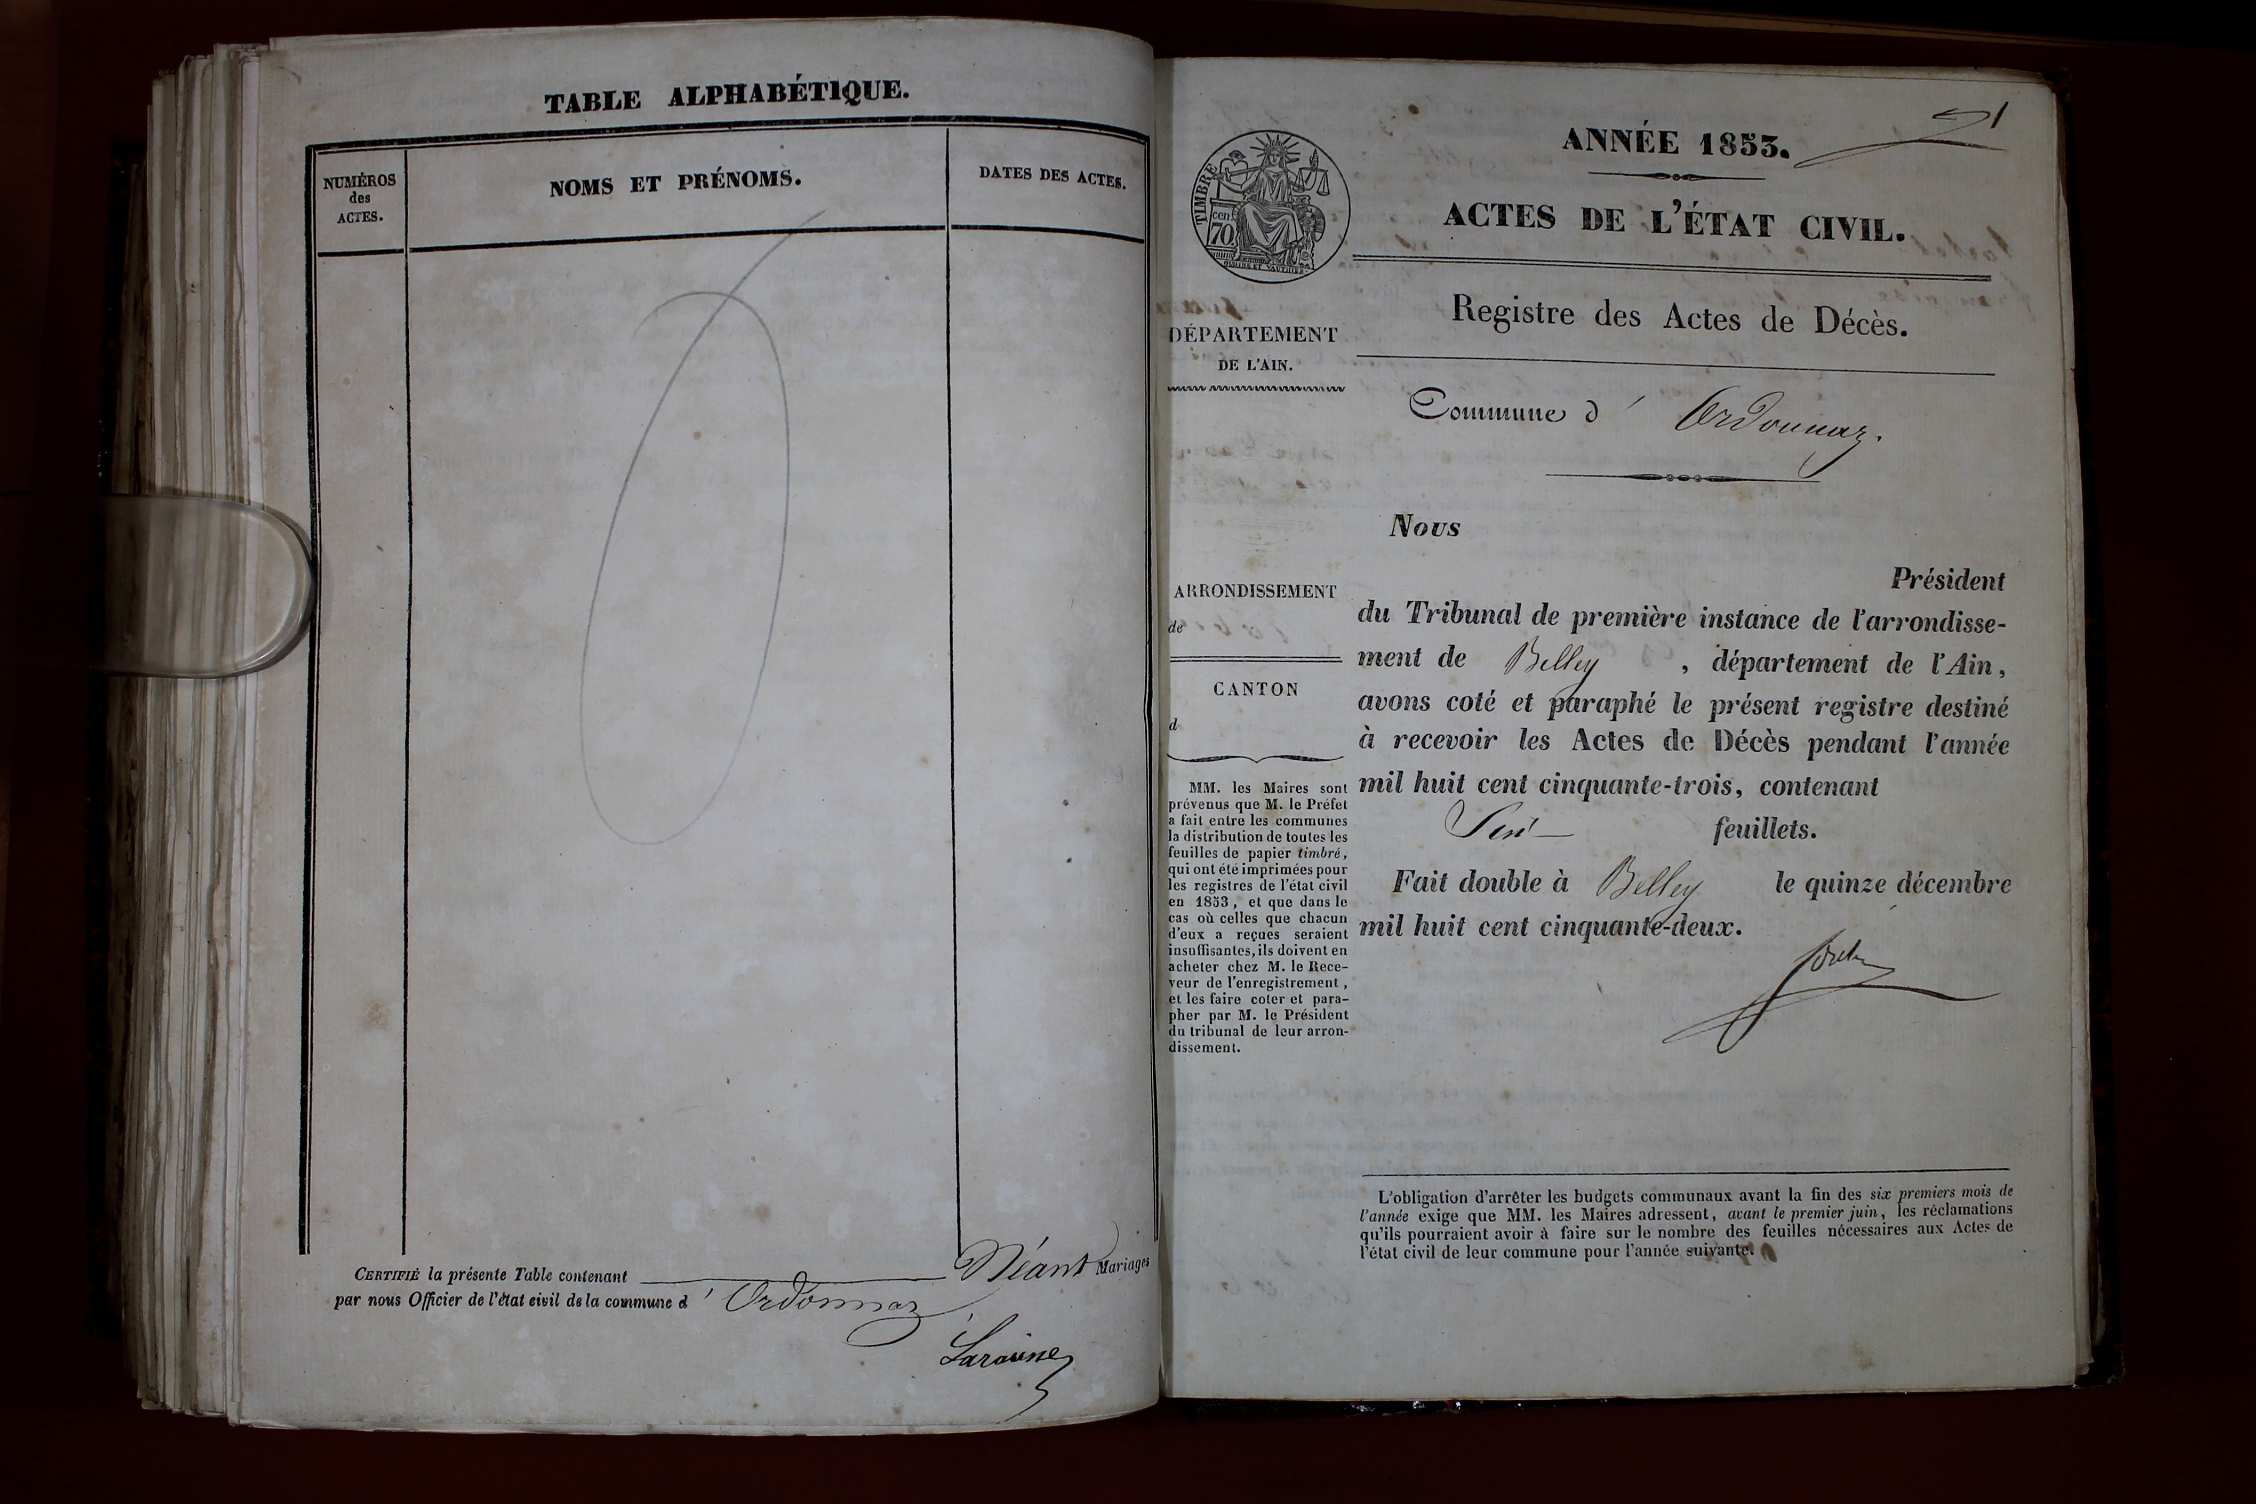 TABLE ALPHABÉTIQUE.
NUMÉROS
des
ACTES.
NOMS ET PRÉNOMS.
DATES DES ACTES.
CERTIFIÉ la présente Table contenant Néant Mariages
par nous Officier de l'état civil de la commune d' Ordonnaz
TIMBRE
cen
70
ANNÉE 1853.
ACTES DE L'ÉTAT CIVIL.
Registre des Actes de Décès.
DÉPARTEMENT
DE L'AIN.
Commune d' Ordonnaz.
ARRONDISSEMENT
de
CANTON
d
MM. les Maires sont
prévenus que M. le Préfet
a fait entre les communes
la distribution de toutes les
feuilles de papier timbré,
qui ont été imprimées pour
les registres de l'état civil
en 1853, et que dans le
cas où celles que chacun
d'eux a reçues seraient
insuffisantes, ils doivent en
acheter chez M. le Rece-
veur de l'enregistrement,
et les faire coter et para-
pher par M. le Président
du tribunal de leur arron-
dissement.
Nous
Président
du Tribunal de première instance de l'arrondisse-
ment de Belley, département de l'Ain,
avons coté et paraphé le présent registre destiné
à recevoir les Actes de Décès pendant l'année
mil huit cent cinquante-trois, contenant
feuillets.
Fait double à Belley le quinze décembre
mil huit cent cinquante-deux.
L'obligation d'arrêter les budgets communaux avant la fin des six premiers mois de
l'année exige que MM. les Maires adressent, avant le premier juin, les réclamations
qu'ils pourraient avoir à faire sur le nombre des feuilles nécessaires aux Actes de
l'état civil de leur commune pour l'année suivante.